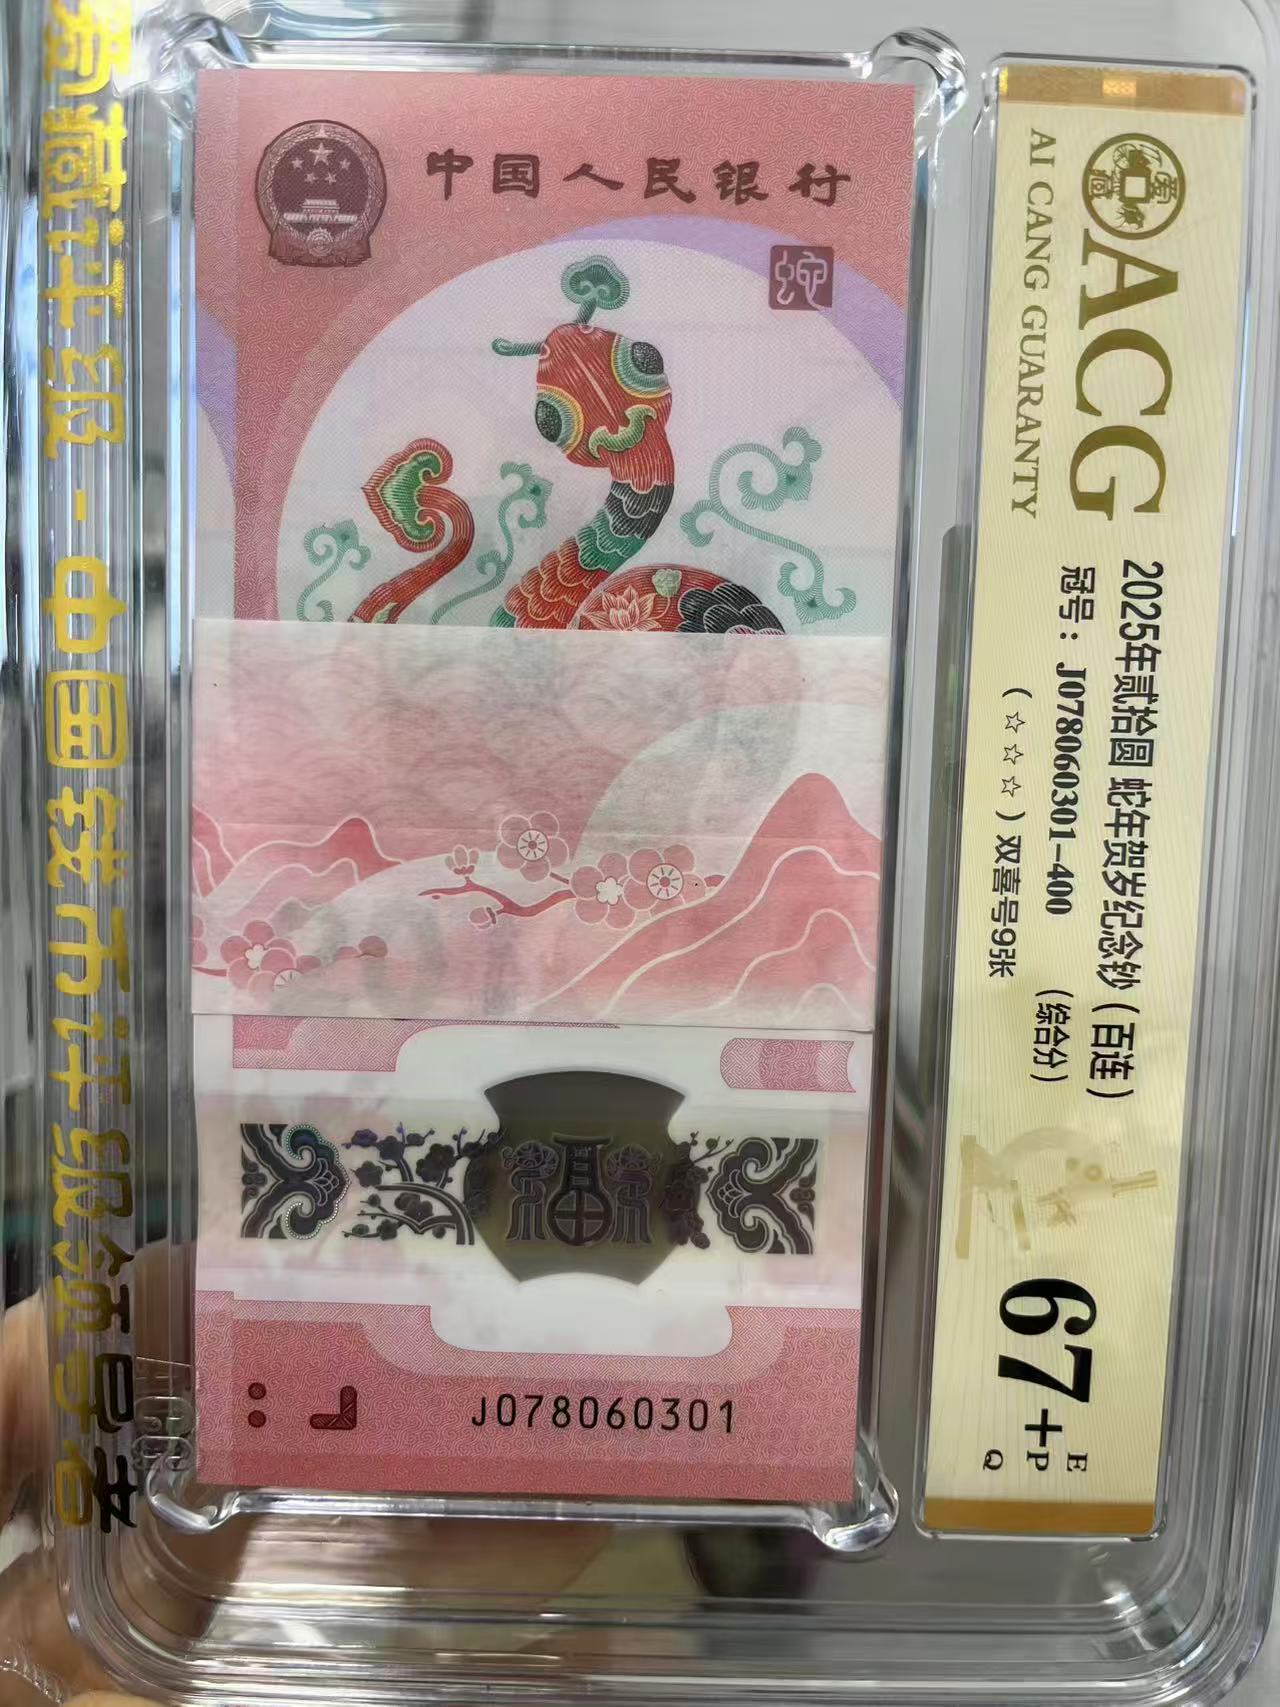 中国人民银行
蛇
福
J078060301
爱藏评级-中国钱币评级领导者
ACG
AI CANG GUARANTY
2025年贰拾圆 蛇年贺岁纪念钞（百连）
冠号：J078060301-400 （综合分）
（☆☆☆）双喜号9张
67+
E
P
Q